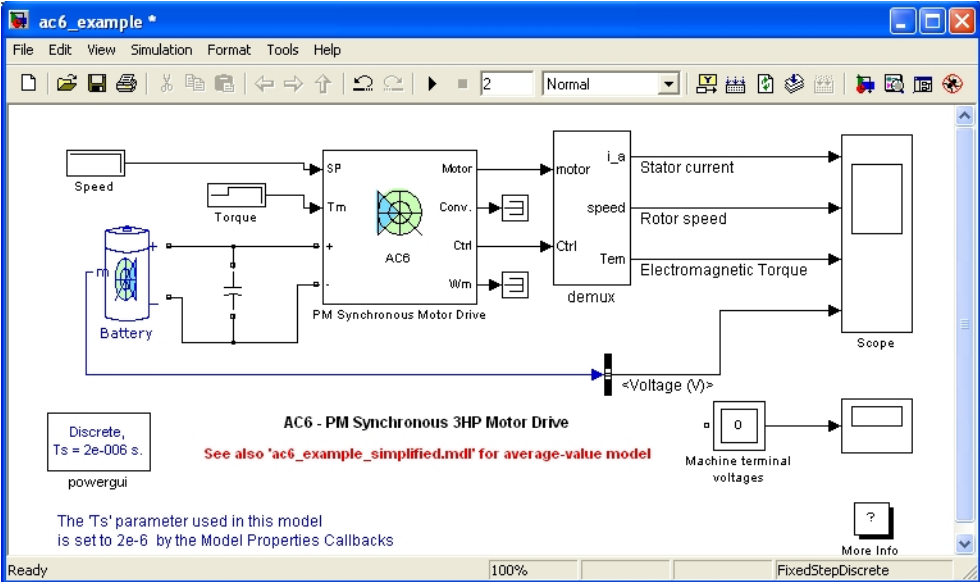 ac6_example *
File Edit View Simulation Format Tools Help
2 Normal
Speed
Torque
SP
Tm
+
-
Motor
Conv.
Ctrl
Wm
AC6
PM Synchronous Motor Drive
motor
Ctrl
i_a
speed
Tem
demux
Stator current
Rotor speed
Electromagnetic Torque
Scope
m
+
-
Battery
<Voltage (V)>
AC6 - PM Synchronous 3HP Motor Drive
See also 'ac6_example_simplified.mdl' for average-value model
Discrete,
Ts = 2e-006 s.
powergui
0
Machine terminal
voltages
The 'Ts' parameter used in this model
is set to 2e-6 by the Model Properties Callbacks
?
More Info
Ready 100% FixedStepDiscrete